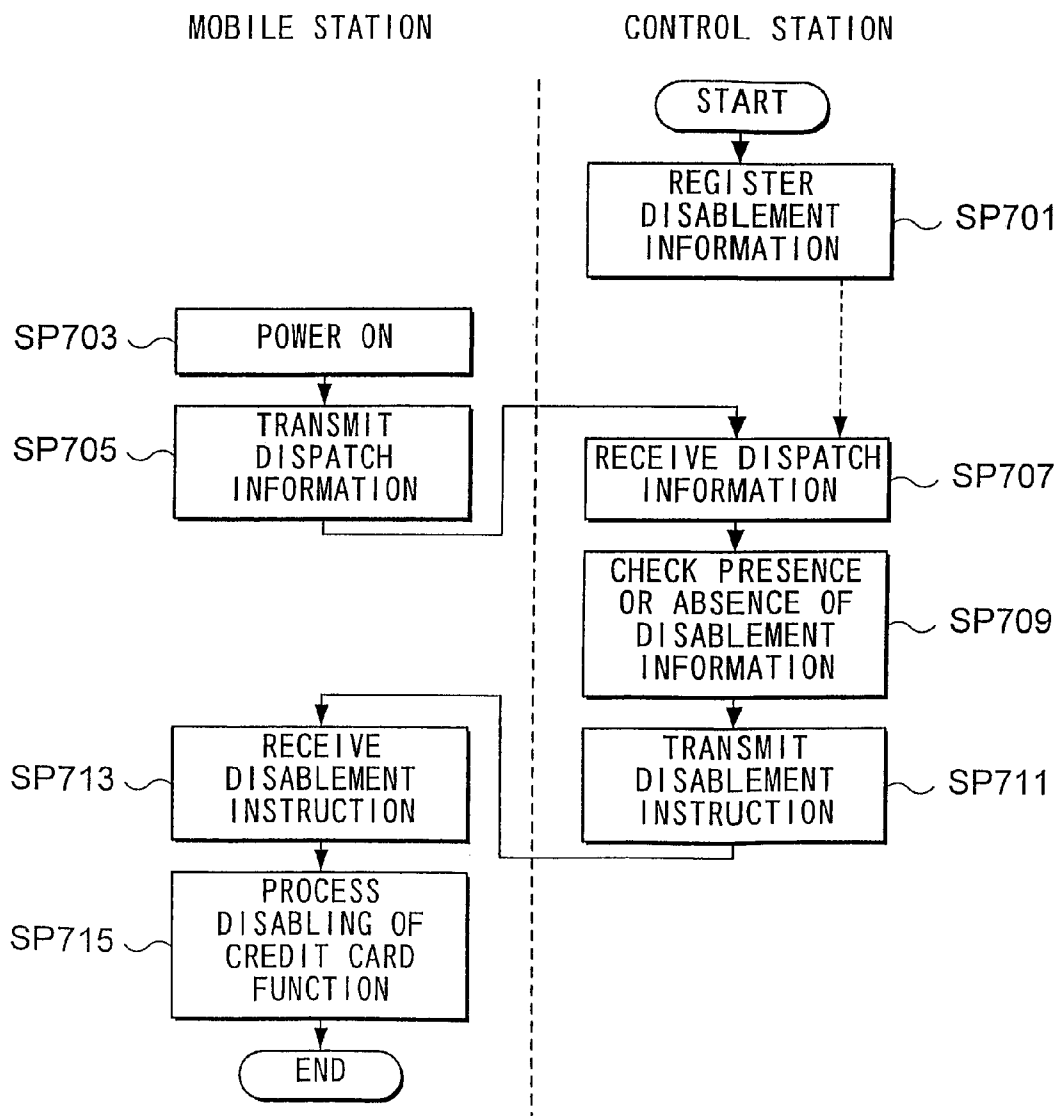 MOBILE STATION
CONTROL STATION
START
REGISTER
DISABLEMENT
INFORMATION
SP701
SP703
POWER ON
SP705
TRANSMIT
DISPATCH
INFORMATION
RECEIVE DISPATCH
INFORMATION
SP707
CHECK PRESENCE
OR ABSENCE OF
DISABLEMENT
INFORMATION
SP709
TRANSMIT
DISABLEMENT
INSTRUCTION
SP711
SP713
RECEIVE
DISABLEMENT
INSTRUCTION
SP715
PROCESS
DISABLING OF
CREDIT CARD
FUNCTION
END